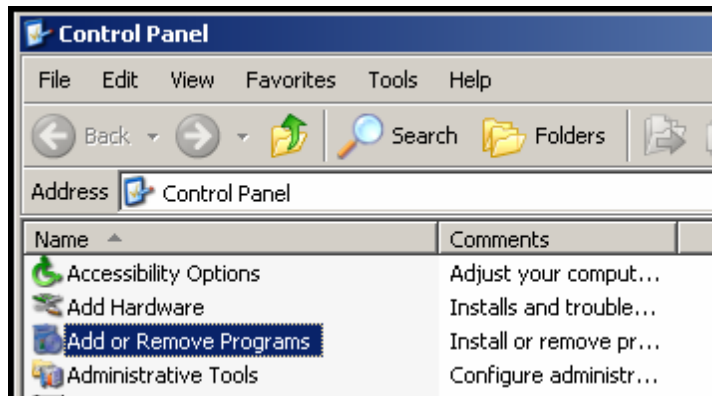 Control Panel
File Edit View Favorites Tools Help
Back Search Folders
Address Control Panel
Name Comments
Accessibility Options Adjust your comput...
Add Hardware Installs and trouble...
Add or Remove Programs Install or remove pr...
Administrative Tools Configure administr...